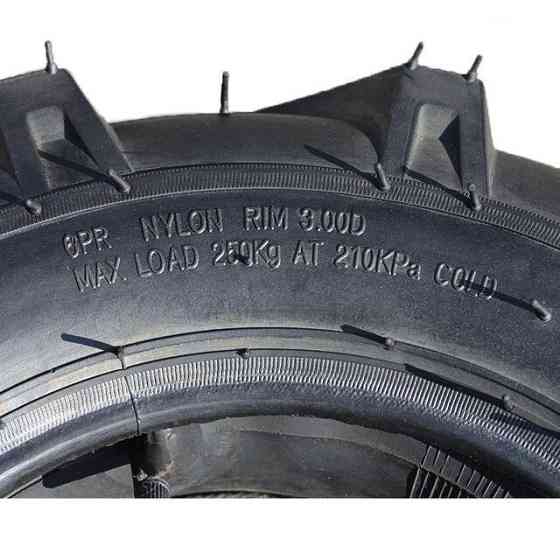 6PR NYLON RIM 3.00D
MAX. LOAD 250Kg AT 210KPa COLD